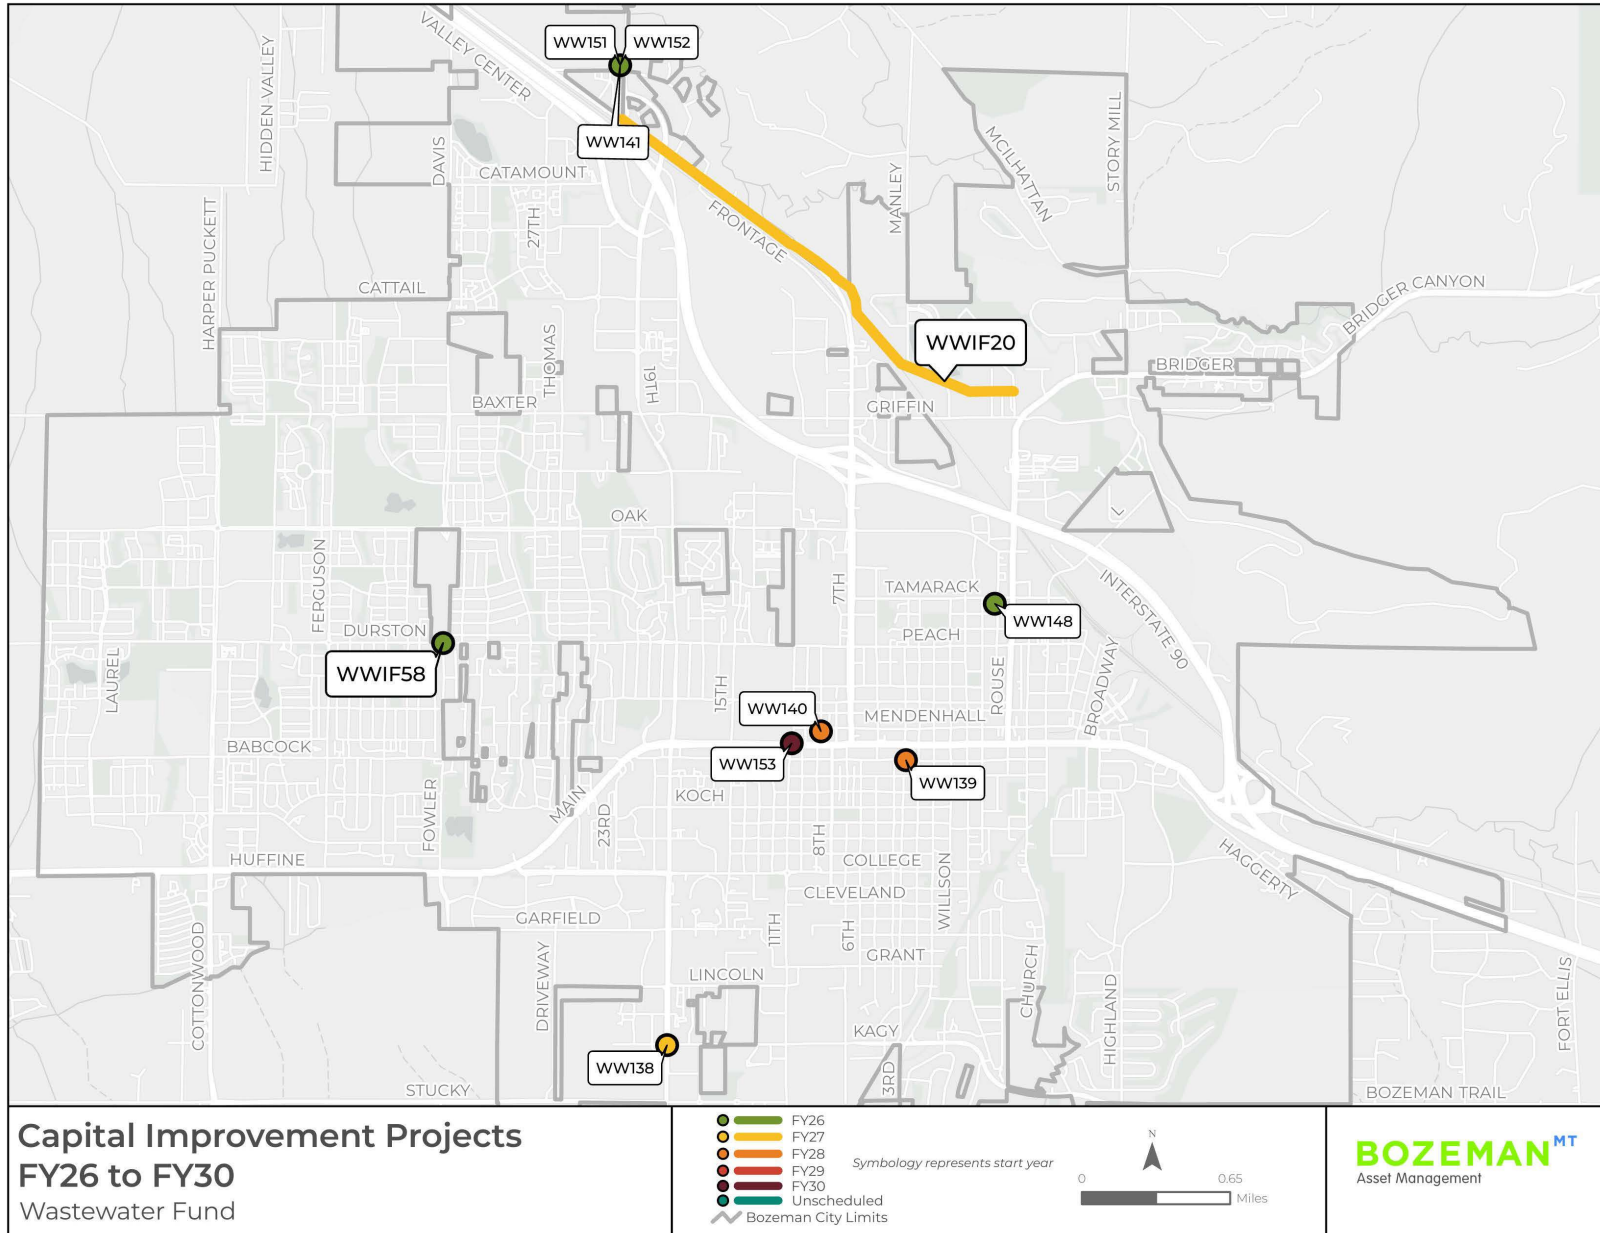 VALLEY CENTER
WW151
WW152
HIDDEN VALLEY
WW141
DAVIS
CATAMOUNT
MCILHATTAN
STORY MILL
MANLEY
27TH
FRONTAGE
HARPER PUCKETT
CATTAIL
BRIDGER CANYON
WWIF20
THOMAS
19TH
BRIDGER
BAXTER
GRIFFIN
OAK
L
FERGUSON
7TH
TAMARACK
INTERSTATE 90
WW148
DURSTON
PEACH
WWIF58
LAUREL
15TH
ROUSE
BROADWAY
WW140
MENDENHALL
BABCOCK
WW153
WW139
MAIN
KOCH
FOWLER
23RD
8TH
HUFFINE
COLLEGE
HAGGERTY
CLEVELAND
WILLSON
GARFIELD
11TH
6TH
GRANT
COTTONWOOD
DRIVEWAY
LINCOLN
CHURCH
HIGHLAND
FORT ELLIS
KAGY
WW138
3RD
STUCKY
BOZEMAN TRAIL
Capital Improvement Projects
FY26 to FY30
Wastewater Fund
FY26
FY27
FY28
FY29
FY30
Unscheduled
Bozeman City Limits
Symbology represents start year
N
0 0.65
Miles
BOZEMAN MT
Asset Management